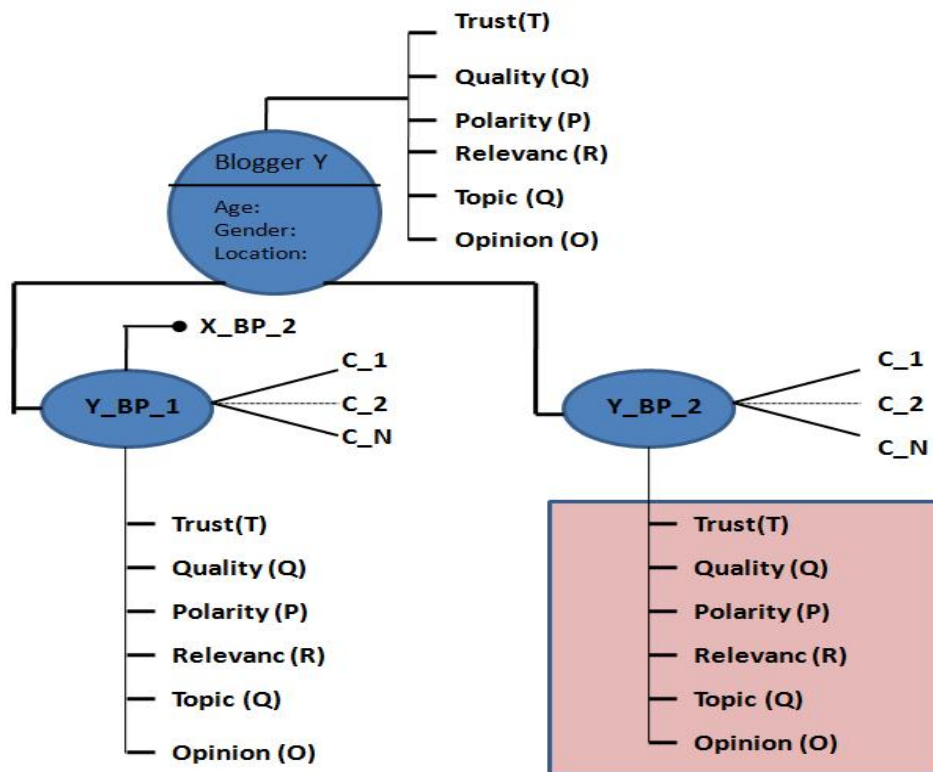 Trust(T)
Quality (Q)
Polarity (P)
Relevanc (R)
Topic (Q)
Opinion (O)
Blogger Y
Age:
Gender:
Location:
X_BP_2
Y_BP_1
C_1
C_2
C_N
Y_BP_2
C_1
C_2
C_N
Trust(T)
Quality (Q)
Polarity (P)
Relevanc (R)
Topic (Q)
Opinion (O)
Trust(T)
Quality (Q)
Polarity (P)
Relevanc (R)
Topic (Q)
Opinion (O)